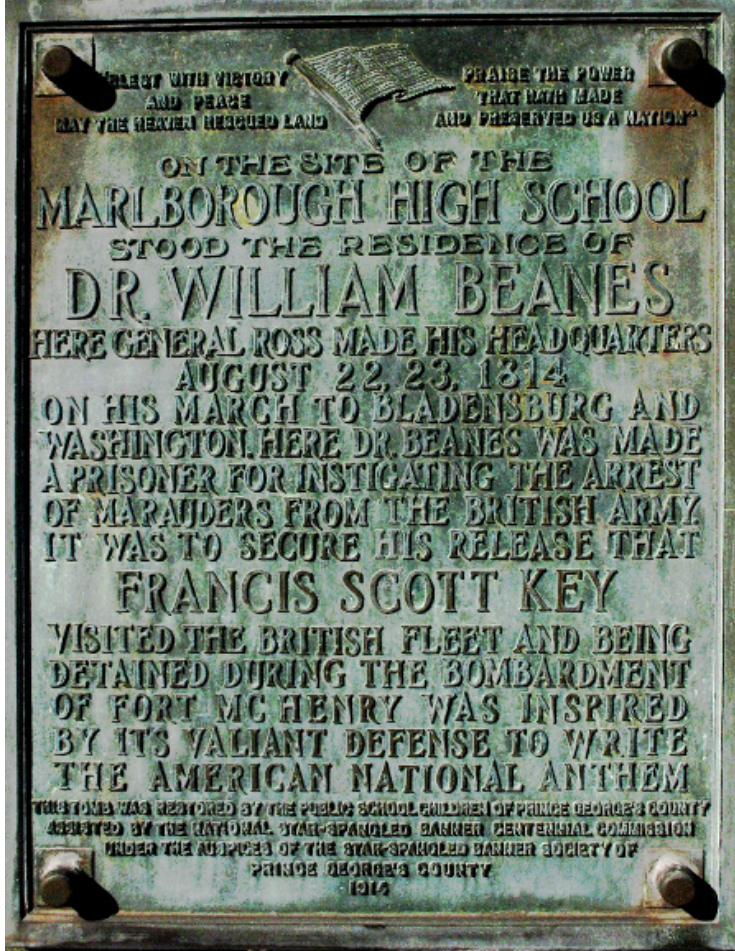 "BLEST WITH VICTORY
AND PEACE
MAY THE HEAVEN RESCUED LAND
PRAISE THE POWER
THAT HATH MADE
AND PRESERVED US A NATION"
ON THE SITE OF THE
MARLBOROUGH HIGH SCHOOL
STOOD THE RESIDENCE OF
DR. WILLIAM BEANES
HERE GENERAL ROSS MADE HIS HEADQUARTERS
AUGUST 22, 23, 1814
ON HIS MARCH TO BLADENSBURG AND
WASHINGTON. HERE DR. BEANES WAS MADE
A PRISONER FOR INSTIGATING THE ARREST
OF MARAUDERS FROM THE BRITISH ARMY.
IT WAS TO SECURE HIS RELEASE THAT
FRANCIS SCOTT KEY
VISITED THE BRITISH FLEET AND BEING
DETAINED DURING THE BOMBARDMENT
OF FORT MC HENRY WAS INSPIRED
BY ITS VALIANT DEFENSE TO WRITE
THE AMERICAN NATIONAL ANTHEM
THIS TOMB WAS RESTORED BY THE PUBLIC SCHOOL CHILDREN OF PRINCE GEORGE'S COUNTY
ASSISTED BY THE NATIONAL STAR-SPANGLED BANNER CENTENNIAL COMMISSION
UNDER THE AUSPICES OF THE STAR-SPANGLED BANNER SOCIETY OF
PRINCE GEORGE'S COUNTY
1914